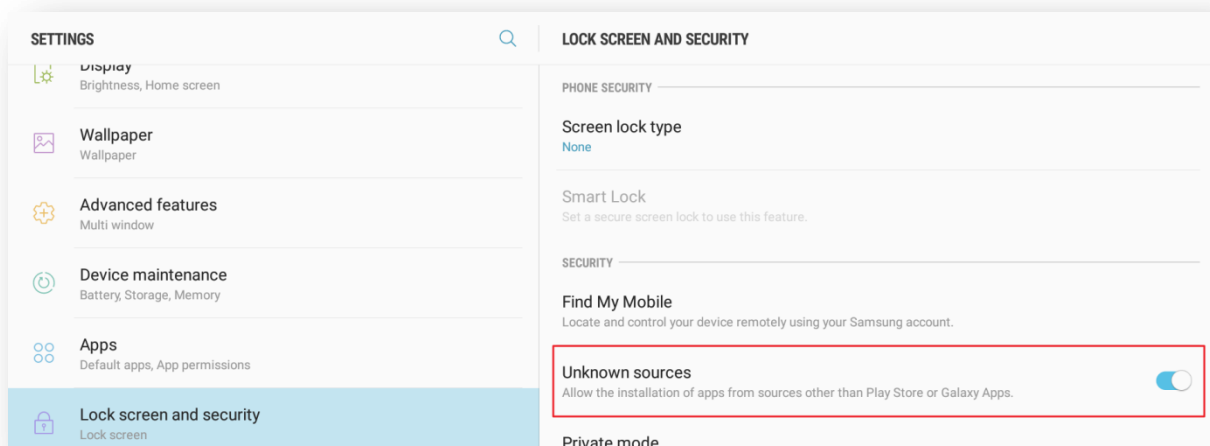 SETTINGS
Display
Brightness, Home screen
Wallpaper
Wallpaper
Advanced features
Multi window
Device maintenance
Battery, Storage, Memory
Apps
Default apps, App permissions
Lock screen and security
Lock screen
LOCK SCREEN AND SECURITY
PHONE SECURITY
Screen lock type
None
Smart Lock
Set a secure screen lock to use this feature.
SECURITY
Find My Mobile
Locate and control your device remotely using your Samsung account.
Unknown sources
Allow the installation of apps from sources other than Play Store or Galaxy Apps.
Private mode